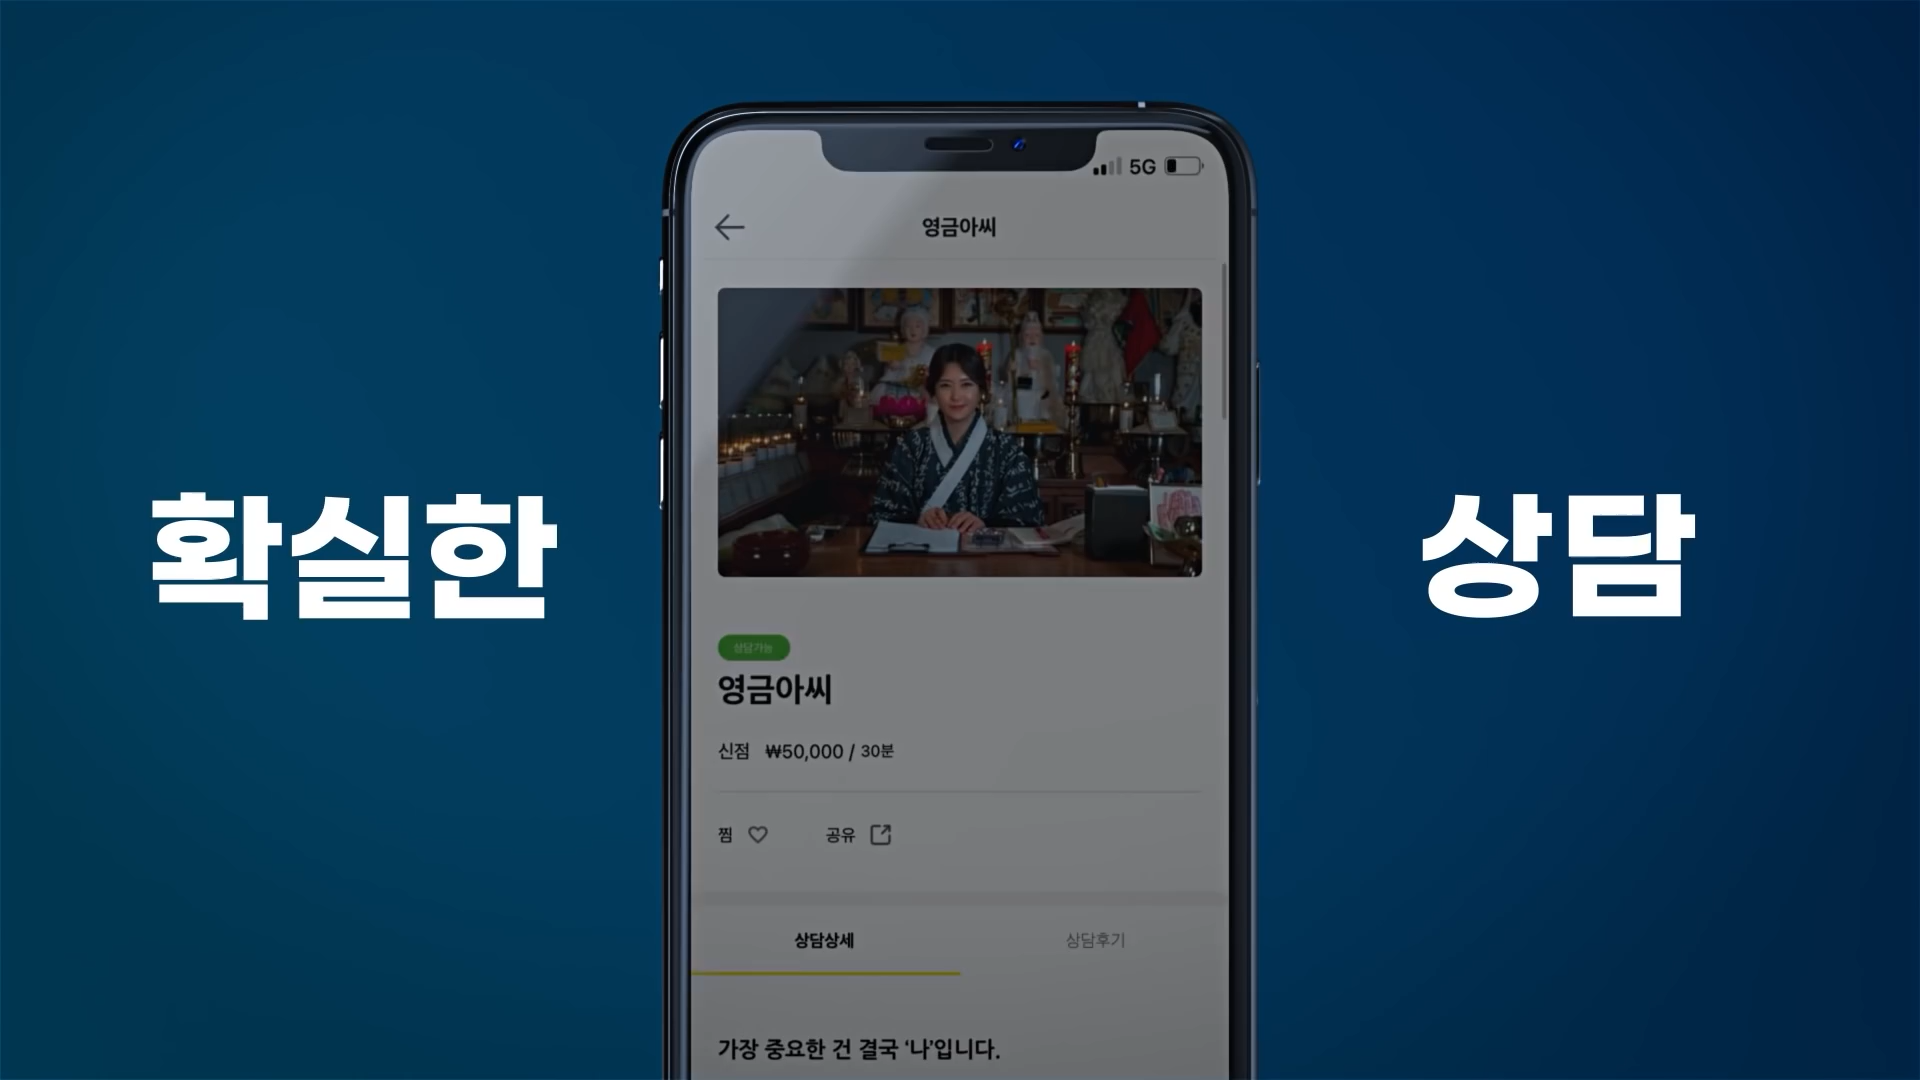 5G
영금아씨
확실한
상담
상담가능
영금아씨
신점 ₩50,000 / 30분
찜 공유
상담상세 상담후기
가장 중요한 건 결국 ‘나’입니다.